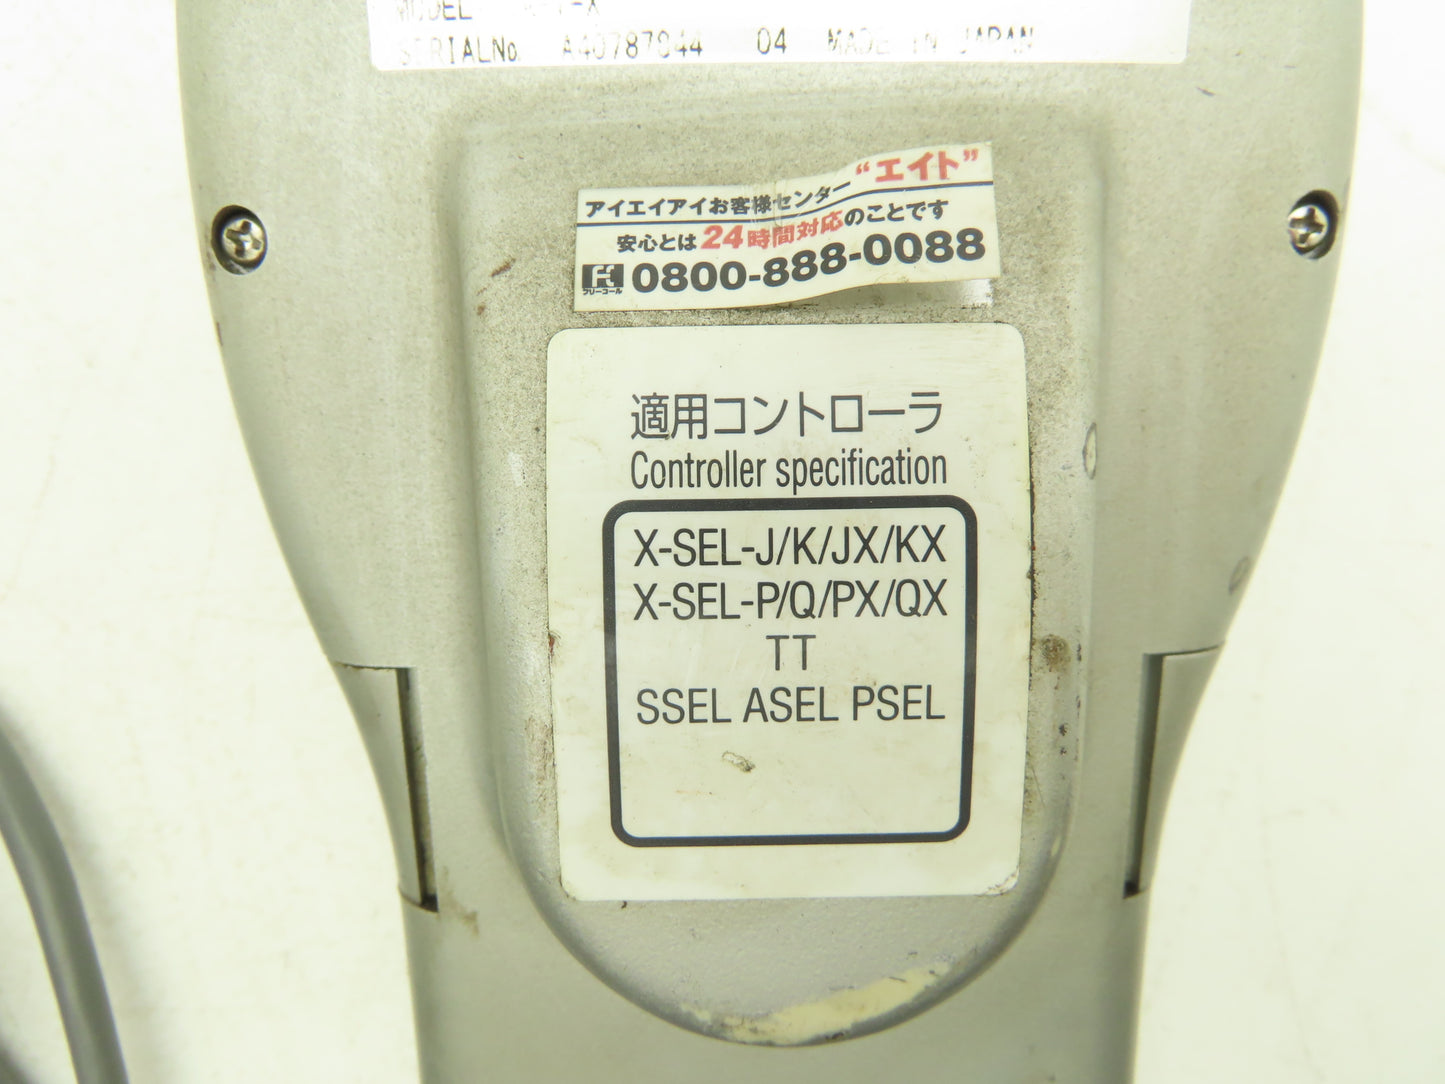 MODEL
SERIALNo. A40787844 04 MADE IN JAPAN
アイエイアイお客様センター “エイト”
安心とは24時間対応のことです
フリーコール 0800-888-0088
適用コントローラ
Controller specification
X-SEL-J/K/JX/KX
X-SEL-P/Q/PX/QX
TT
SSEL ASEL PSEL